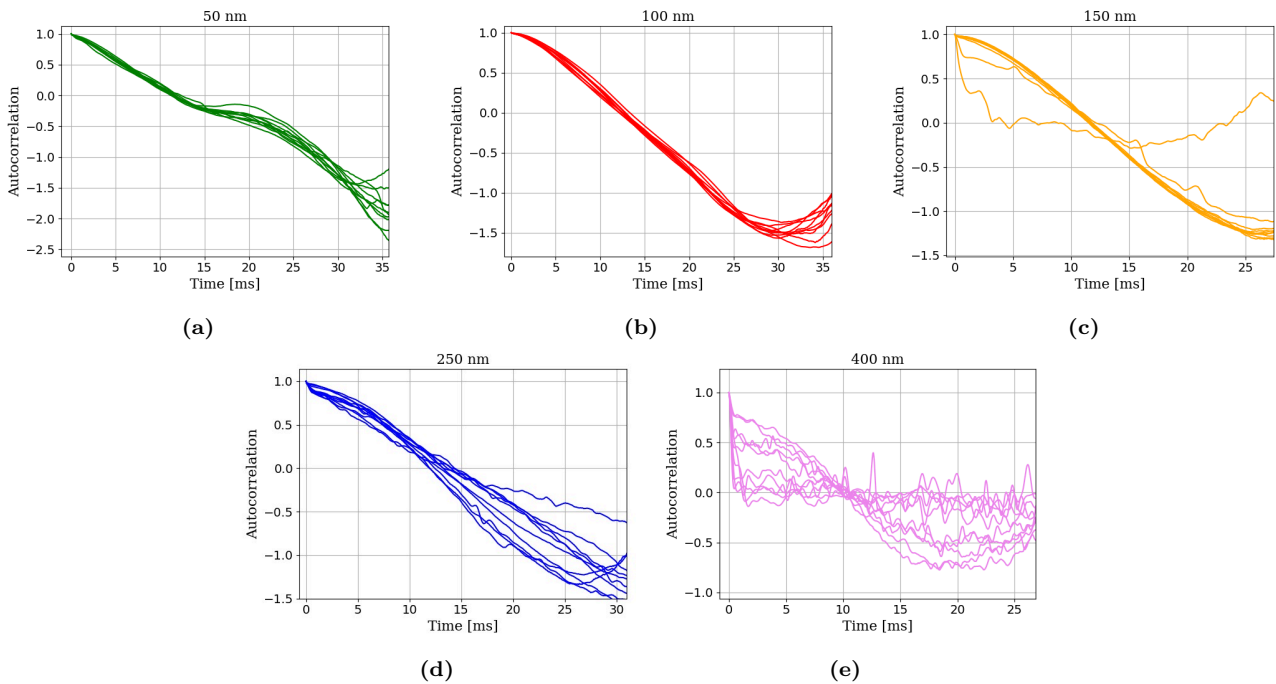 50 nm
1.0
0.5
0.0
−0.5
−1.0
−1.5
−2.0
−2.5
Autocorrelation
0 5 10 15 20 25 30 35
Time [ms]
(a)
100 nm
1.0
0.5
0.0
−0.5
−1.0
−1.5
Autocorrelation
0 5 10 15 20 25 30 35
Time [ms]
(b)
150 nm
1.0
0.5
0.0
−0.5
−1.0
−1.5
Autocorrelation
0 5 10 15 20 25
Time [ms]
(c)
250 nm
1.0
0.5
0.0
−0.5
−1.0
−1.5
Autocorrelation
0 5 10 15 20 25 30
Time [ms]
(d)
400 nm
1.0
0.5
0.0
−0.5
−1.0
Autocorrelation
0 5 10 15 20 25
Time [ms]
(e)